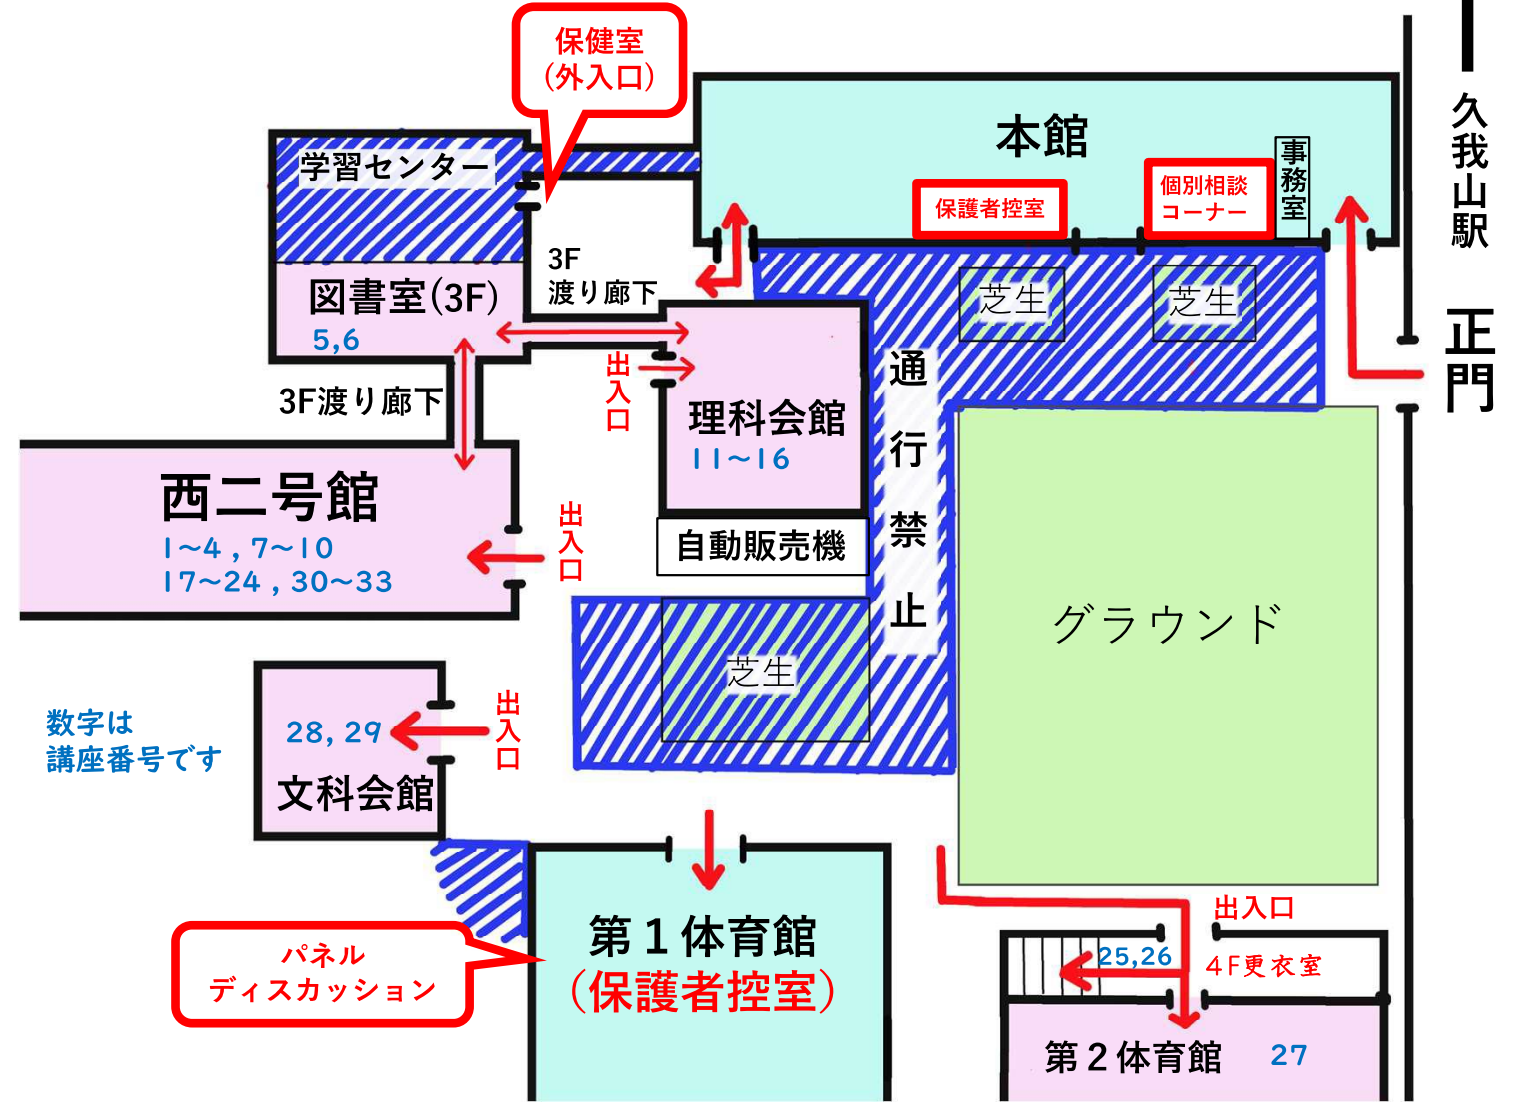 保健室
(外入口)
本館
久我山駅
学習センター
事務室
個別相談
コーナー
保護者控室
3F
渡り廊下
図書室(3F)
5,6
芝生
芝生
正門
出入口
通行禁止
3F渡り廊下
理科会館
11～16
西二号館
1～4 , 7～10
17～24 , 30～33
出入口
自動販売機
グラウンド
芝生
数字は
講座番号です
28, 29
出入口
文科会館
第１体育館
(保護者控室)
パネル
ディスカッション
出入口
25,26
4F更衣室
第２体育館
27